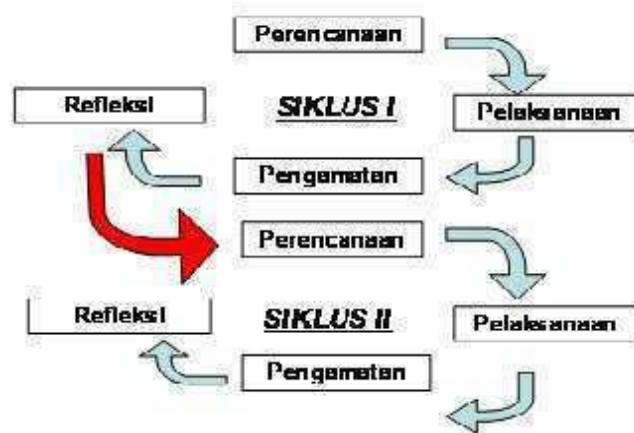 Perencanaan
Refleksi
SIKLUS I
Pelaksanaan
Pengamatan
Perencanaan
Refleksi
SIKLUS II
Pelaksanaan
Pengamatan